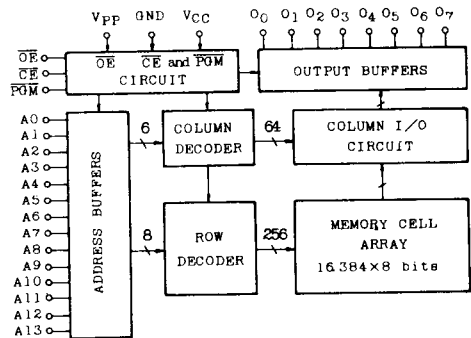 VPP GND VCC O0 O1 O2 O3 O4 O5 O6 O7
OE
CE
PGM
OE CE and PGM
CIRCUIT
OUTPUT BUFFERS
A0
A1
A2
A3
A4
A5
A6
A7
A8
A9
A10
A11
A12
A13
ADDRESS BUFFERS
6
COLUMN
DECODER
64
COLUMN I/O
CIRCUIT
8
ROW
DECODER
256
MEMORY CELL
ARRAY
16.384×8 bits